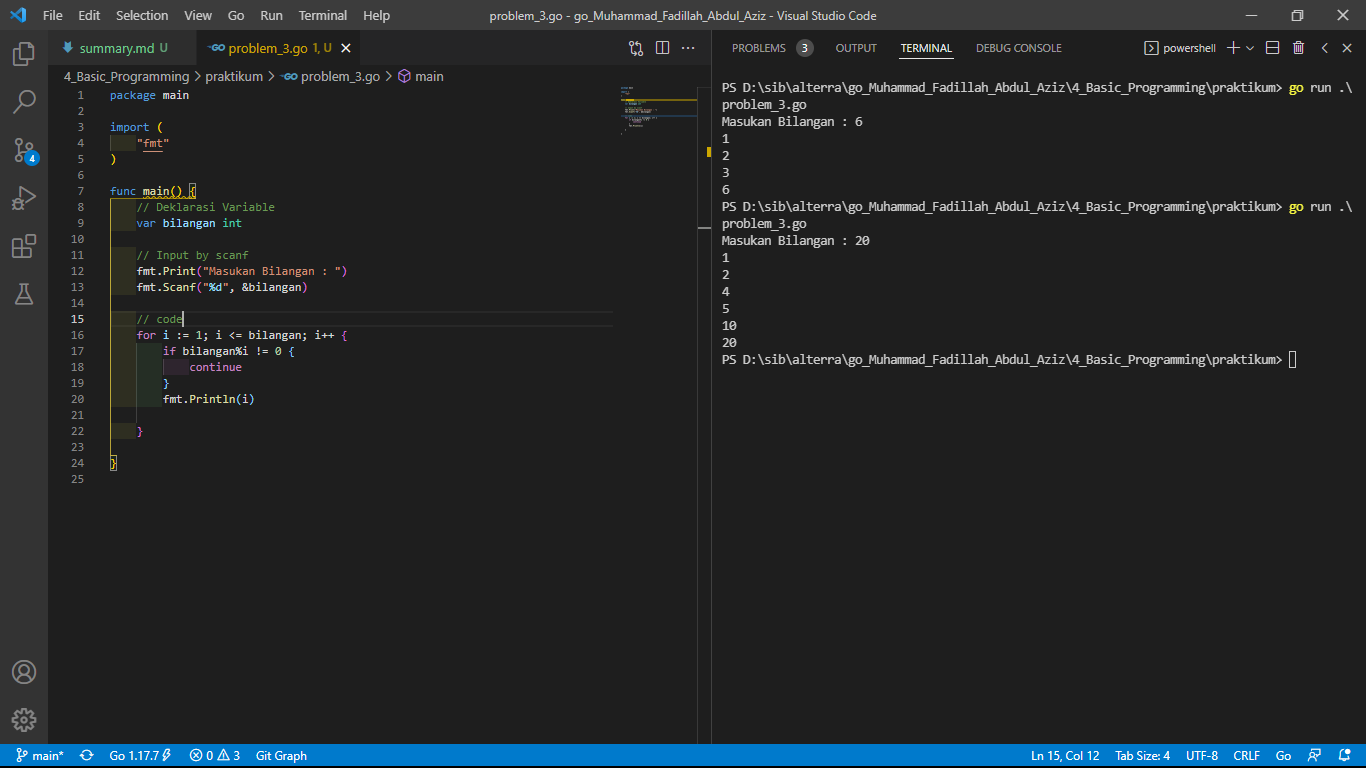 File Edit Selection View Go Run Terminal Help problem_3.go - go_Muhammad_Fadillah_Abdul_Aziz - Visual Studio Code
summary.md U problem_3.go 1, U
4_Basic_Programming > praktikum > problem_3.go > main
1 package main
2
3 import (
4 "fmt"
5 )
6
7 func main() {
8 // Deklarasi Variable
9 var bilangan int
10
11 // Input by scanf
12 fmt.Print("Masukan Bilangan : ")
13 fmt.Scanf("%d", &bilangan)
14
15 // code
16 for i := 1; i <= bilangan; i++ {
17 if bilangan%i != 0 {
18 continue
19 }
20 fmt.Println(i)
21
22 }
23
24 }
25
PROBLEMS 3 OUTPUT TERMINAL DEBUG CONSOLE powershell
PS D:\sib\alterra\go_Muhammad_Fadillah_Abdul_Aziz\4_Basic_Programming\praktikum> go run .\
problem_3.go
Masukan Bilangan : 6
1
2
3
6
PS D:\sib\alterra\go_Muhammad_Fadillah_Abdul_Aziz\4_Basic_Programming\praktikum> go run .\
problem_3.go
Masukan Bilangan : 20
1
2
4
5
10
20
PS D:\sib\alterra\go_Muhammad_Fadillah_Abdul_Aziz\4_Basic_Programming\praktikum>
4
main* Go 1.17.7 0 3 Git Graph Ln 15, Col 12 Tab Size: 4 UTF-8 CRLF Go